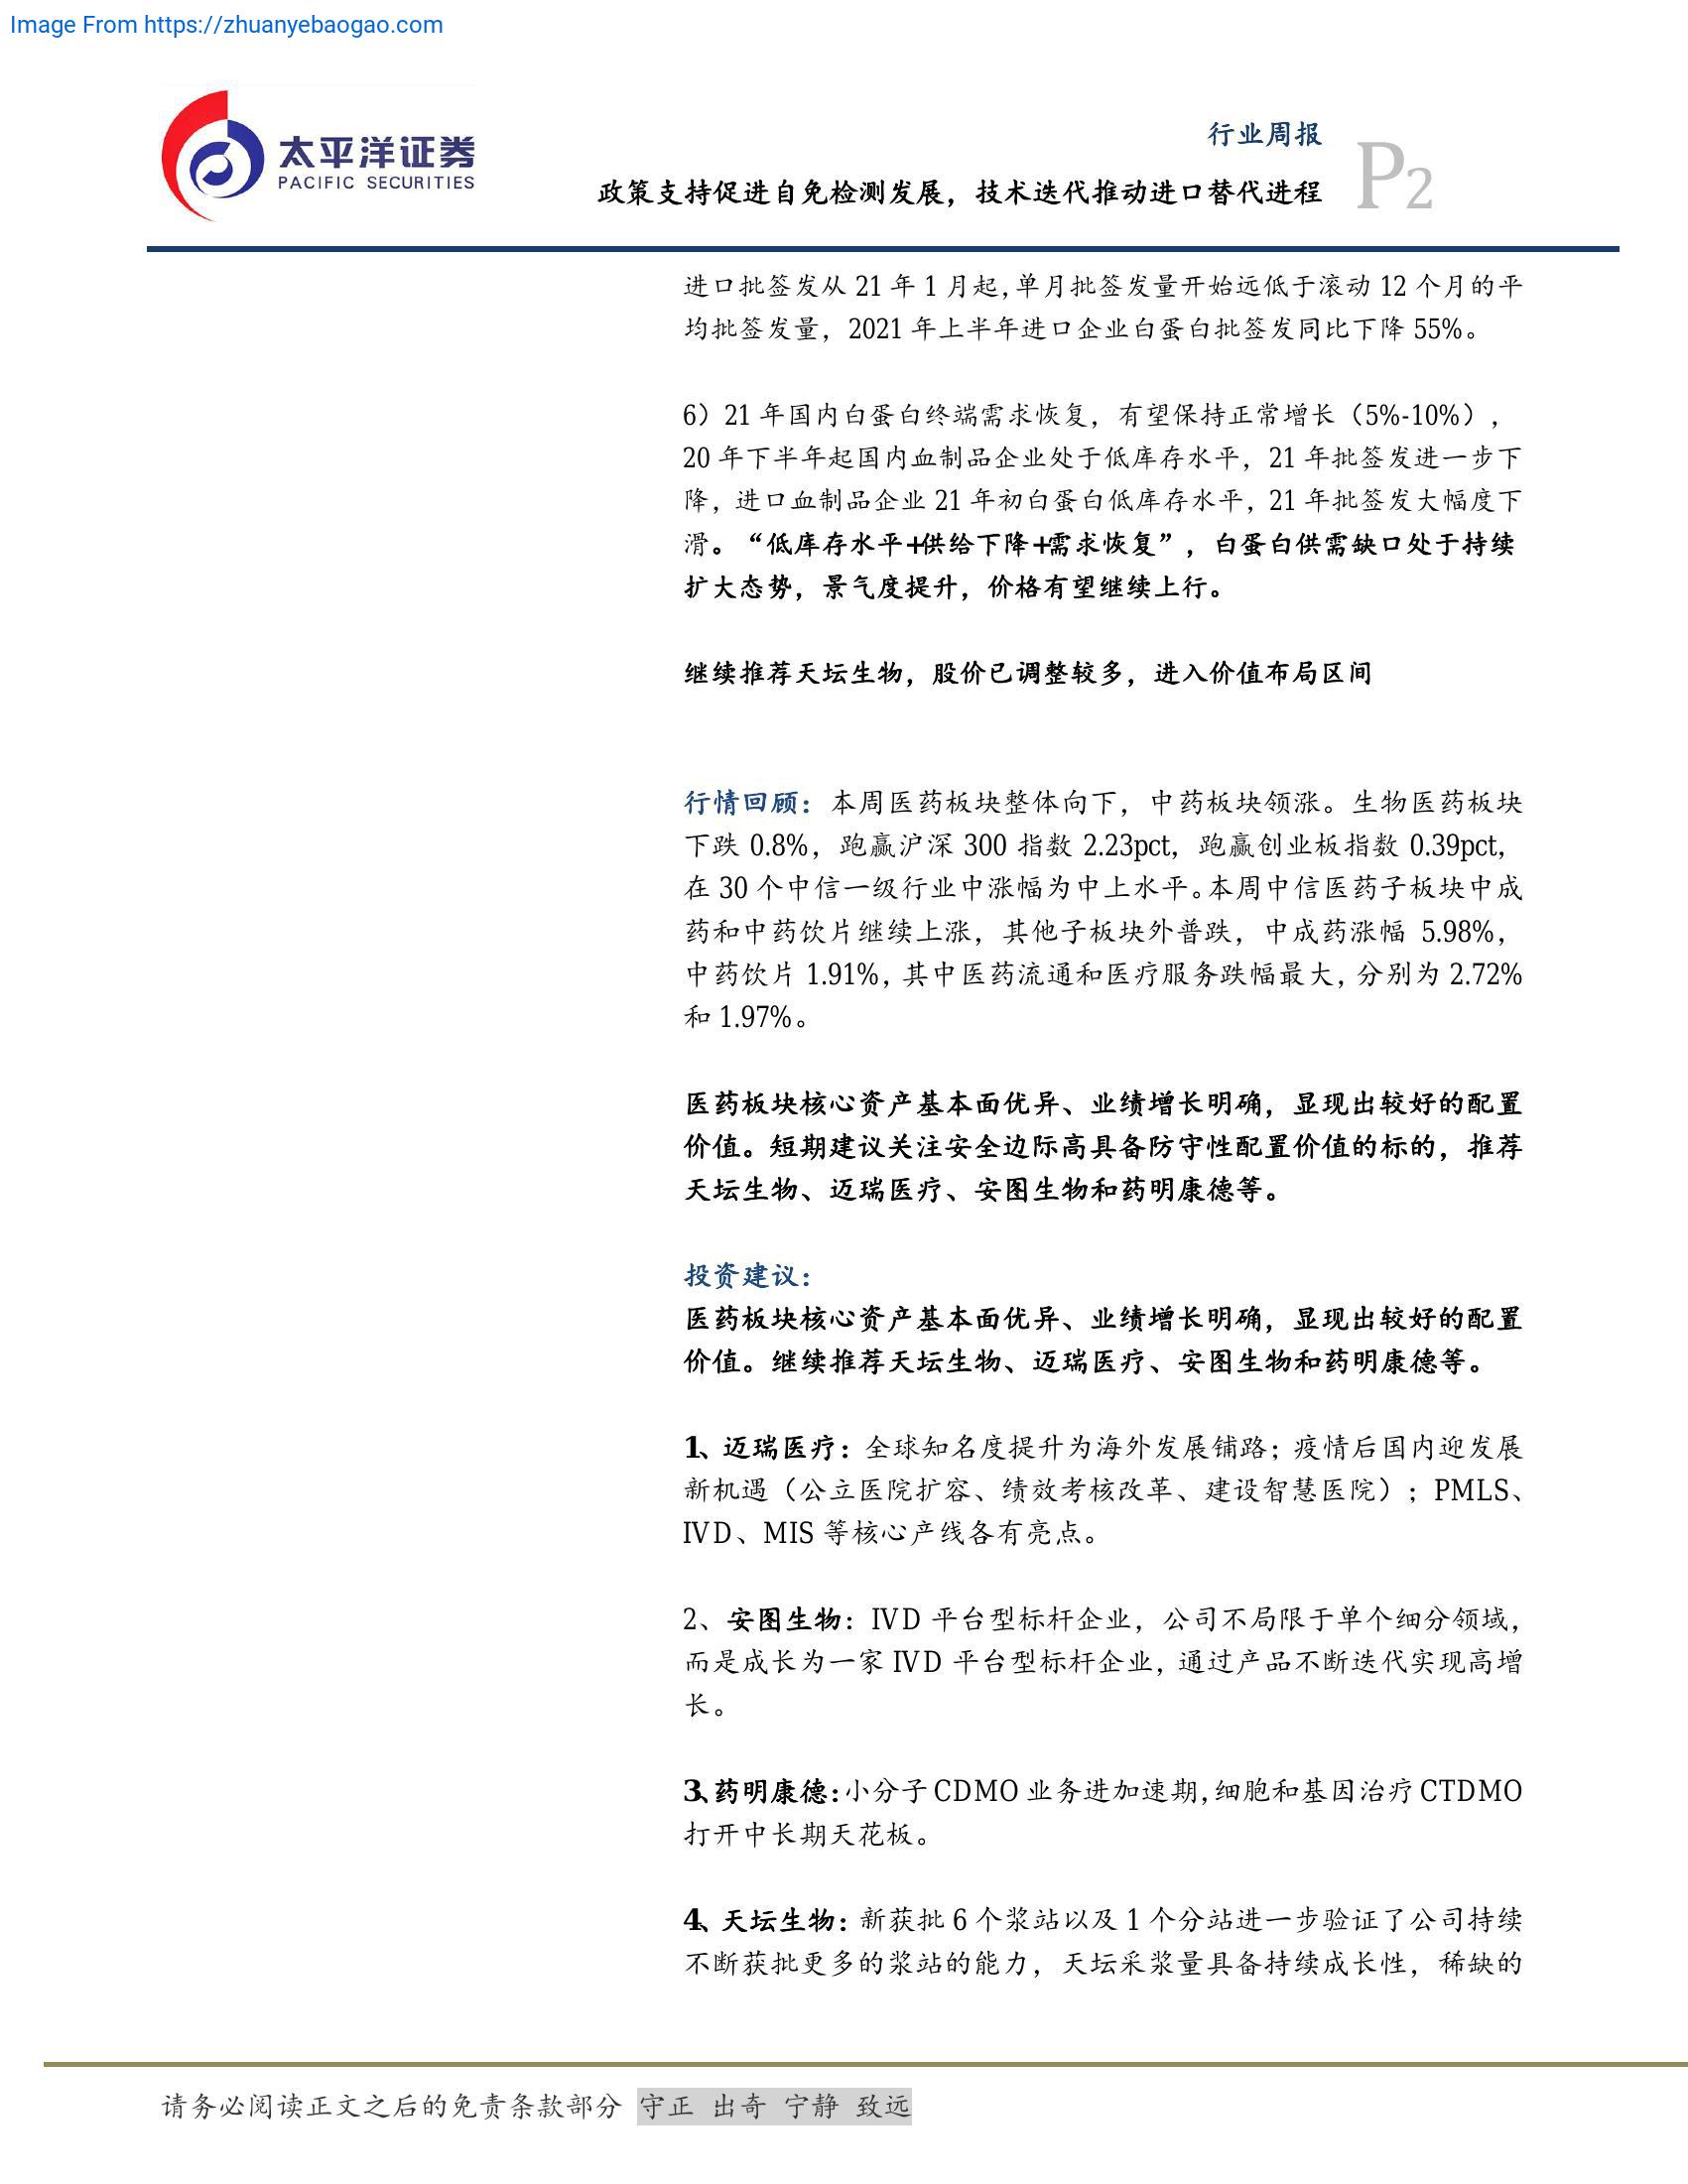 Image From https://zhuanyebaogao.com
太平洋证券
PACIFIC SECURITIES
行业周报
政策支持促进自免检测发展，技术迭代推动进口替代进程
P2
进口批签发从 21 年 1 月起，单月批签发量开始远低于滚动 12 个月的平
均批签发量，2021 年上半年进口企业白蛋白批签发同比下降 55%。
6）21 年国内白蛋白终端需求恢复，有望保持正常增长（5%-10%），
20 年下半年起国内血制品企业处于低库存水平，21 年批签发进一步下
降，进口血制品企业 21 年初白蛋白低库存水平，21 年批签发大幅度下
滑。“低库存水平+供给下降+需求恢复”，白蛋白供需缺口处于持续
扩大态势，景气度提升，价格有望继续上行。
继续推荐天坛生物，股价已调整较多，进入价值布局区间
行情回顾：本周医药板块整体向下，中药板块领涨。生物医药板块
下跌 0.8%，跑赢沪深 300 指数 2.23pct，跑赢创业板指数 0.39pct，
在 30 个中信一级行业中涨幅为中上水平。本周中信医药子板块中成
药和中药饮片继续上涨，其他子板块外普跌，中成药涨幅 5.98%，
中药饮片 1.91%，其中医药流通和医疗服务跌幅最大，分别为 2.72%
和 1.97%。
医药板块核心资产基本面优异、业绩增长明确，显现出较好的配置
价值。短期建议关注安全边际高具备防守性配置价值的标的，推荐
天坛生物、迈瑞医疗、安图生物和药明康德等。
投资建议：
医药板块核心资产基本面优异、业绩增长明确，显现出较好的配置
价值。继续推荐天坛生物、迈瑞医疗、安图生物和药明康德等。
1、迈瑞医疗：全球知名度提升为海外发展铺路；疫情后国内迎发展
新机遇（公立医院扩容、绩效考核改革、建设智慧医院）；PMLS、
IVD、MIS 等核心产线各有亮点。
2、安图生物：IVD 平台型标杆企业，公司不局限于单个细分领域，
而是成长为一家 IVD 平台型标杆企业，通过产品不断迭代实现高增
长。
3、药明康德：小分子 CDMO 业务进加速期，细胞和基因治疗 CTDMO
打开中长期天花板。
4、天坛生物：新获批 6 个浆站以及 1 个分站进一步验证了公司持续
不断获批更多的浆站的能力，天坛采浆量具备持续成长性，稀缺的
请务必阅读正文之后的免责条款部分 守正 出奇 宁静 致远